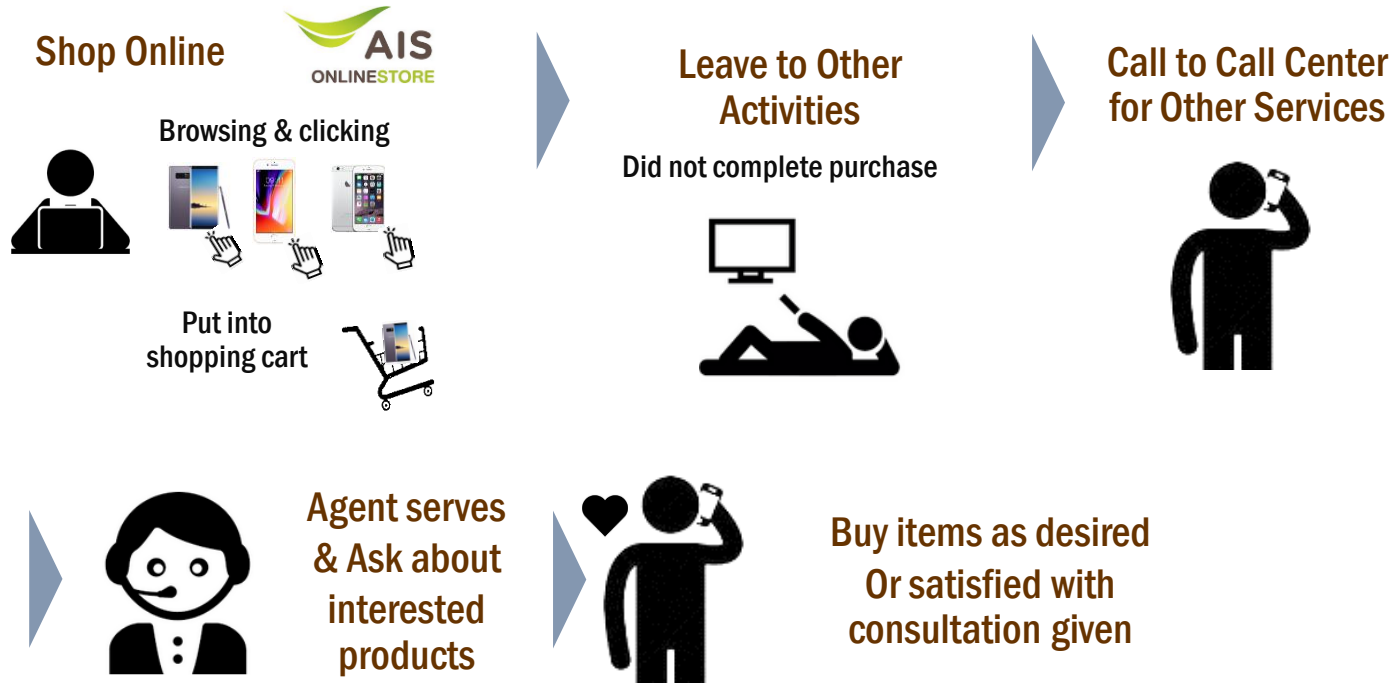 Shop Online
AIS
ONLINESTORE
Browsing & clicking
Put into
shopping cart
Leave to Other
Activities
Did not complete purchase
Call to Call Center
for Other Services
Agent serves
& Ask about
interested
products
Buy items as desired
Or satisfied with
consultation given